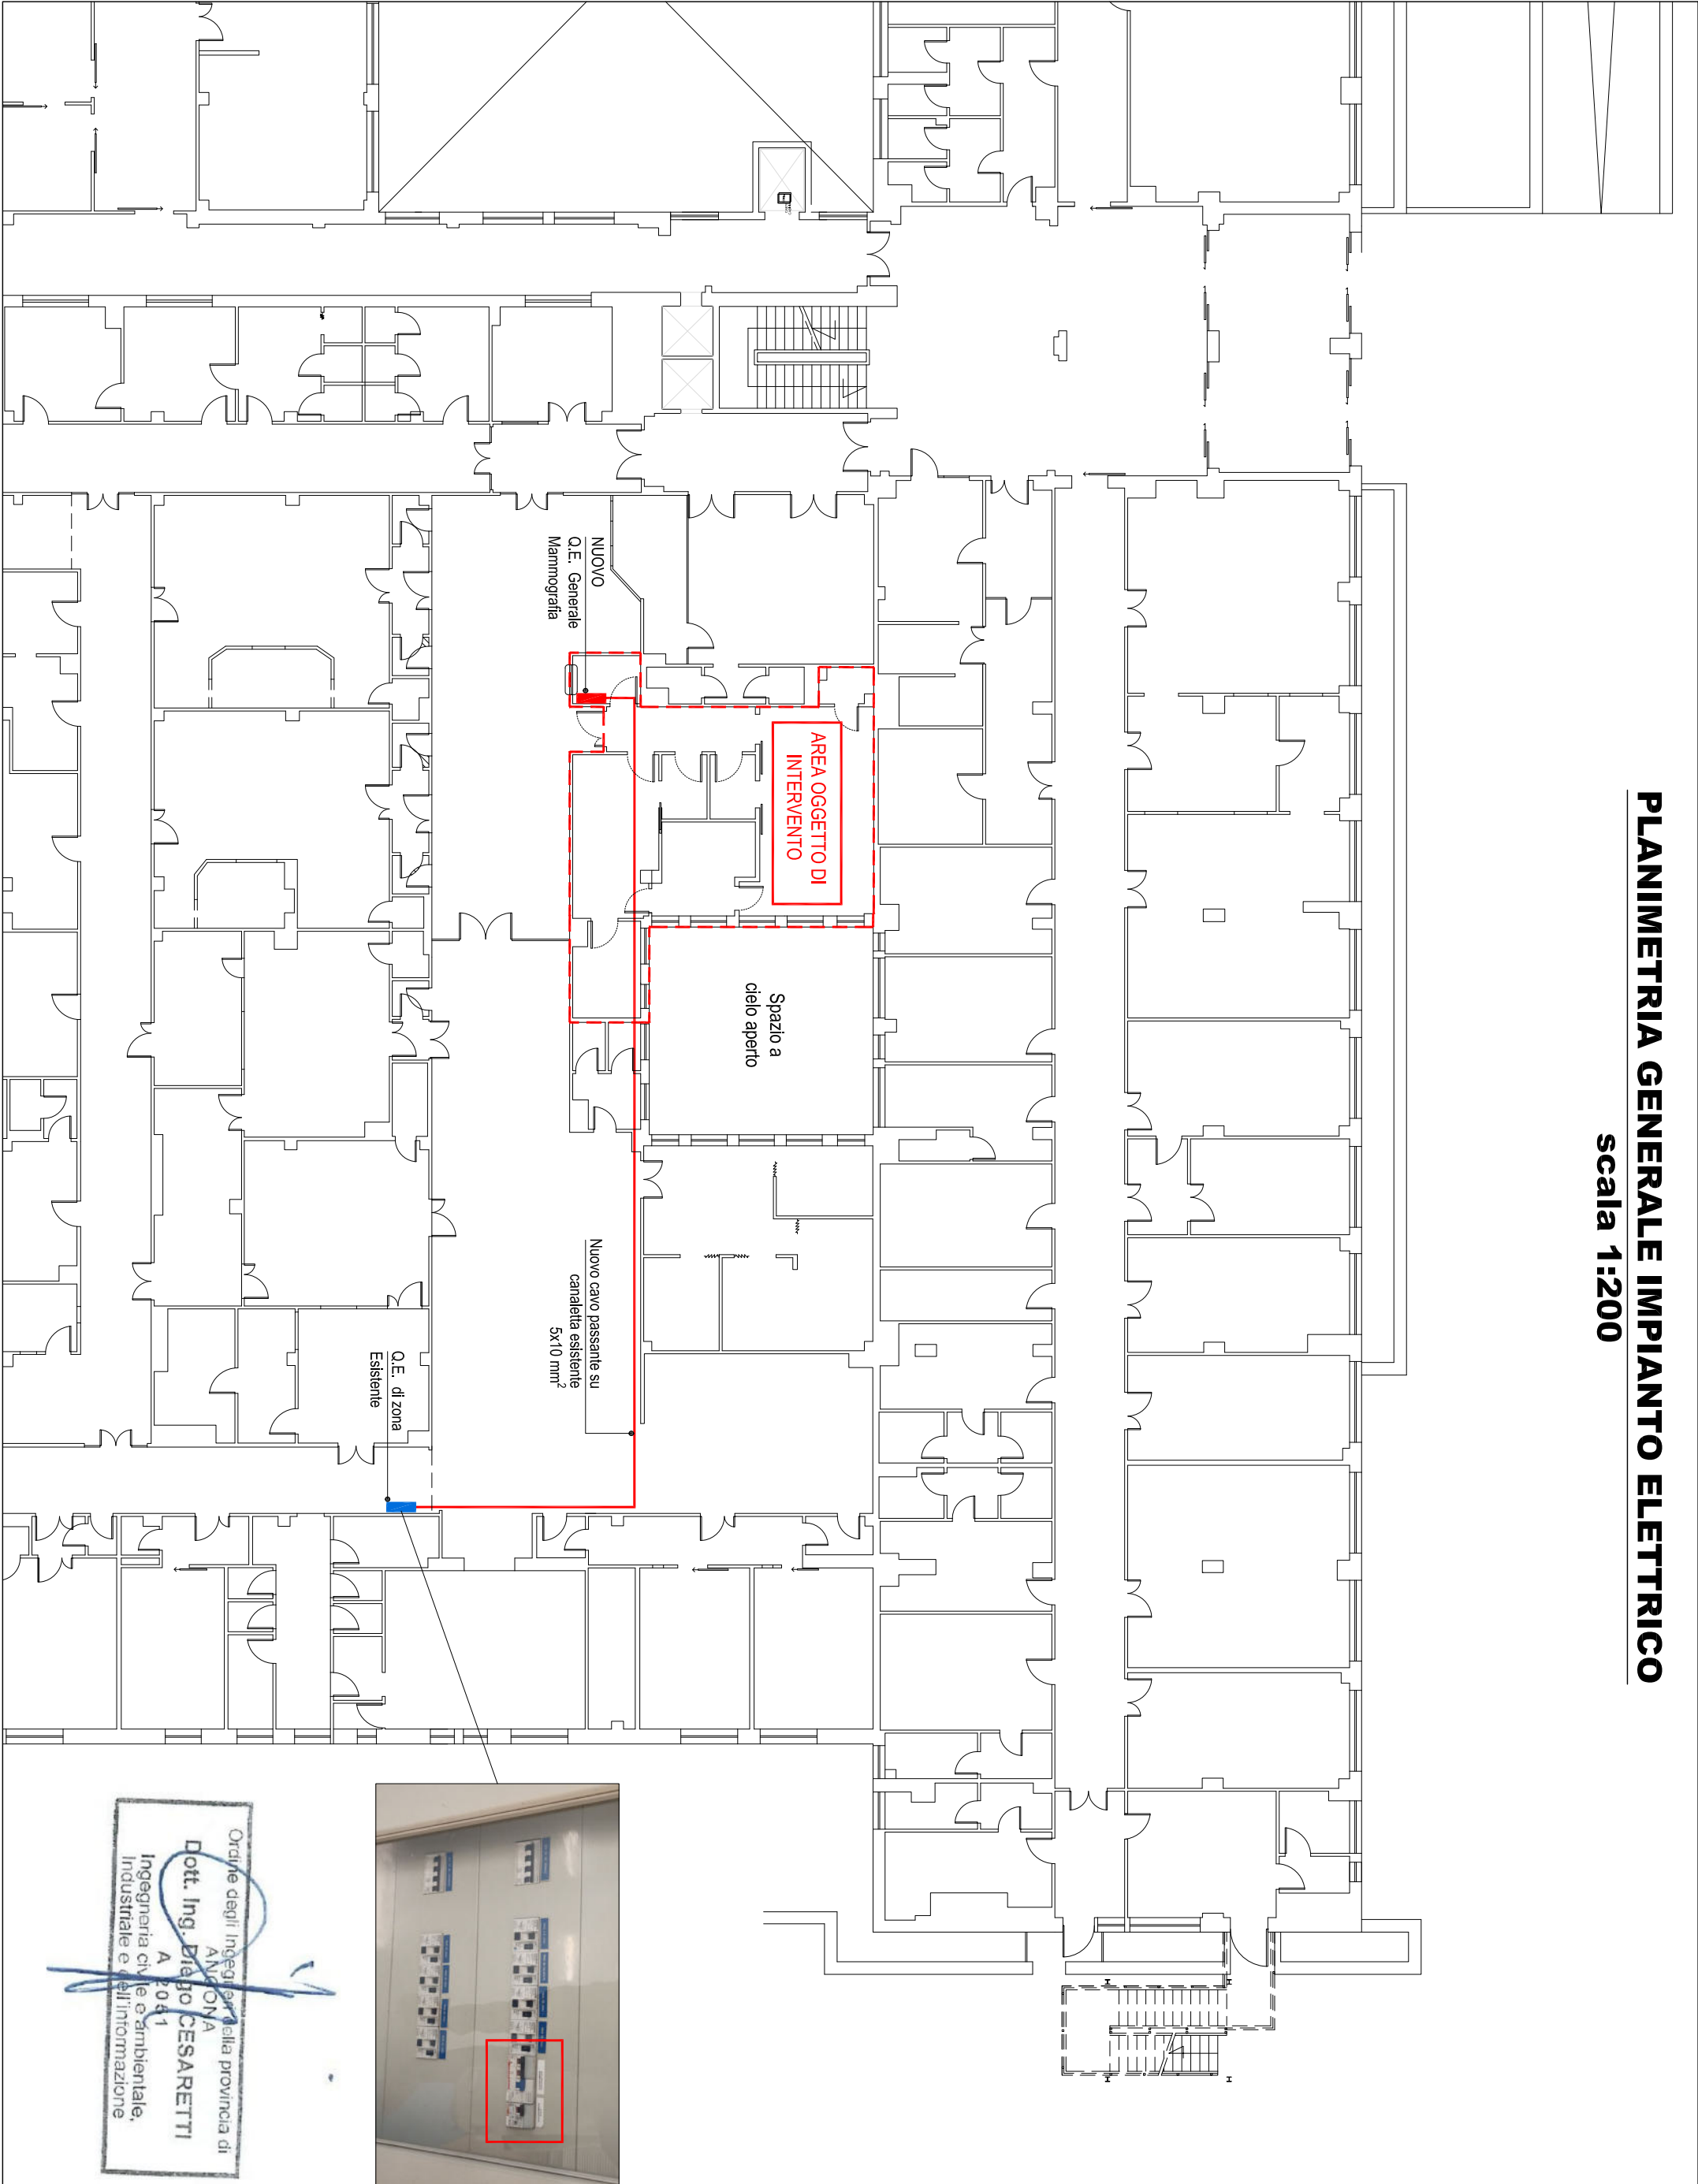 PLANIMETRIA GENERALE IMPIANTO ELETTRICO
scala 1:200
AREA OGGETTO DI
INTERVENTO
Spazio a
cielo aperto
NUOVO
Q.E. Generale
Mammografia
Nuovo cavo passante su
canaletta esistente
5x10 mm²
Q.E. di zona
Esistente
Ordine degli Ingegneri della provincia di
ANCONA
Dott. Ing. Diego CESARETTI
A 2061
Ingegneria civile e ambientale,
industriale e dell'informazione